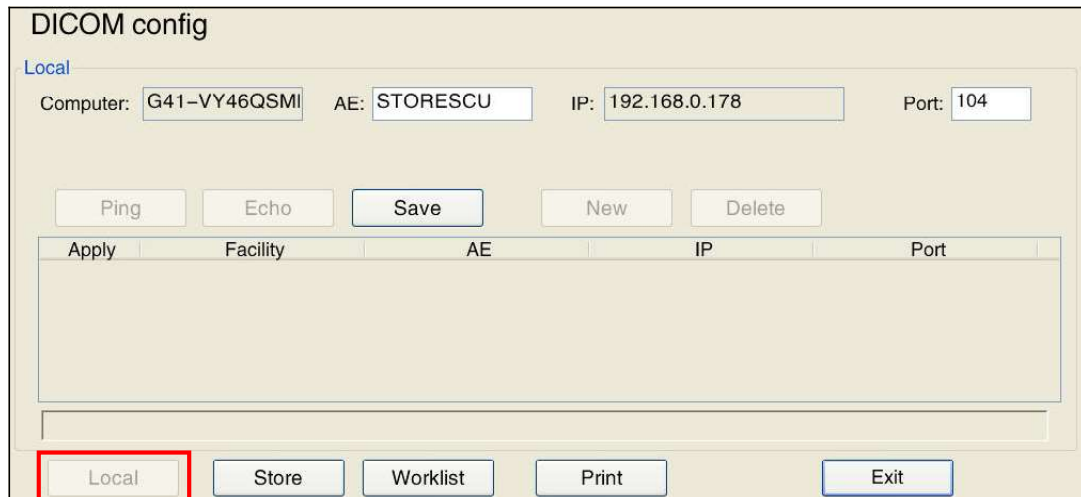 DICOM config
Local
Computer: G41-VY46QSMI AE: STORESCU IP: 192.168.0.178 Port: 104
Ping Echo Save New Delete
Apply Facility AE IP Port
Local Store Worklist Print Exit